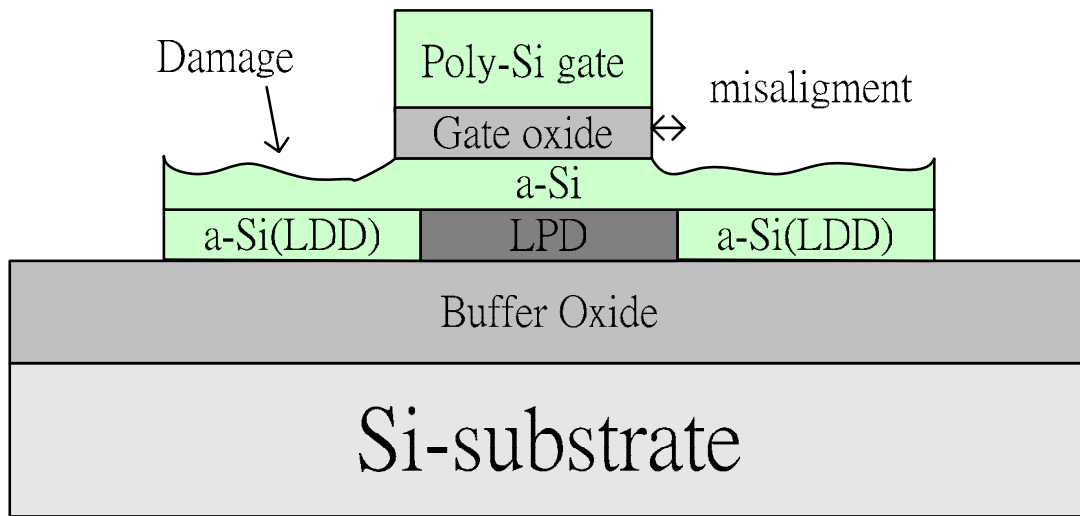 Damage
Poly-Si gate
misaligment
Gate oxide
a-Si
a-Si(LDD)
LPD
a-Si(LDD)
Buffer Oxide
Si-substrate